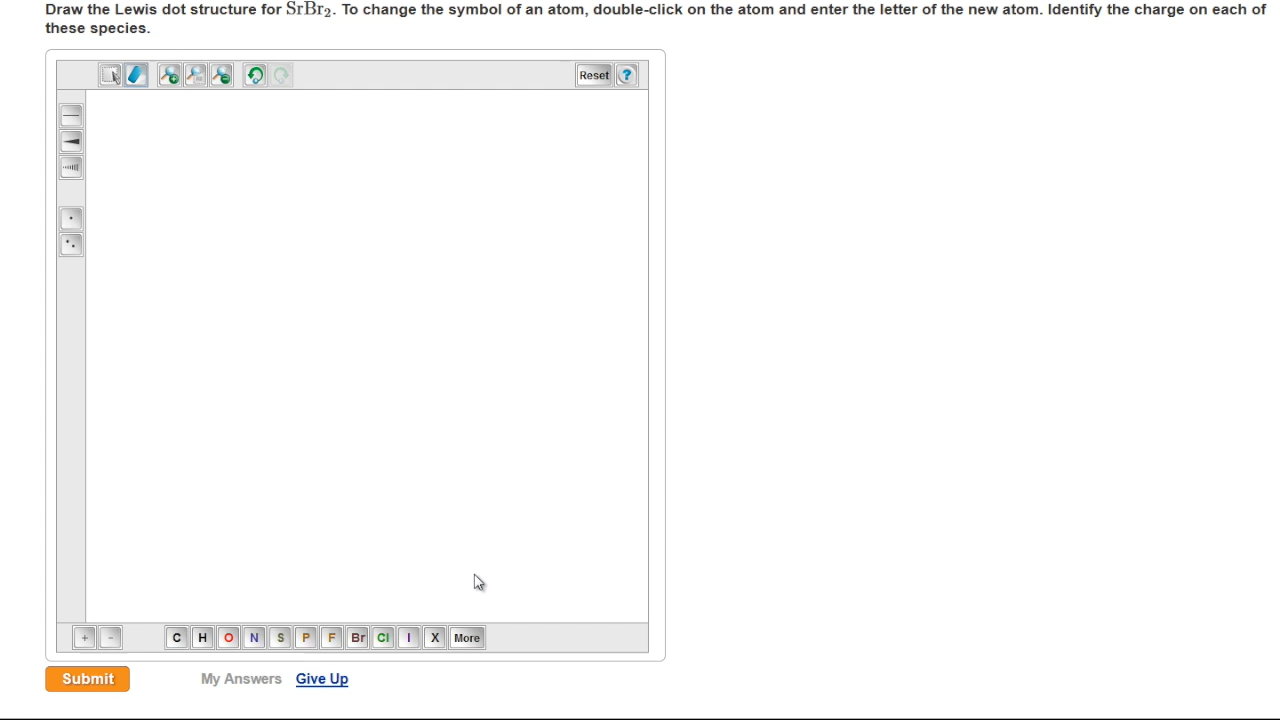 Draw the Lewis dot structure for SrBr₂. To change the symbol of an atom, double-click on the atom and enter the letter of the new atom. Identify the charge on each of
these species.
Reset ?
+ - C H O N S P F Br Cl I X More
Submit My Answers Give Up